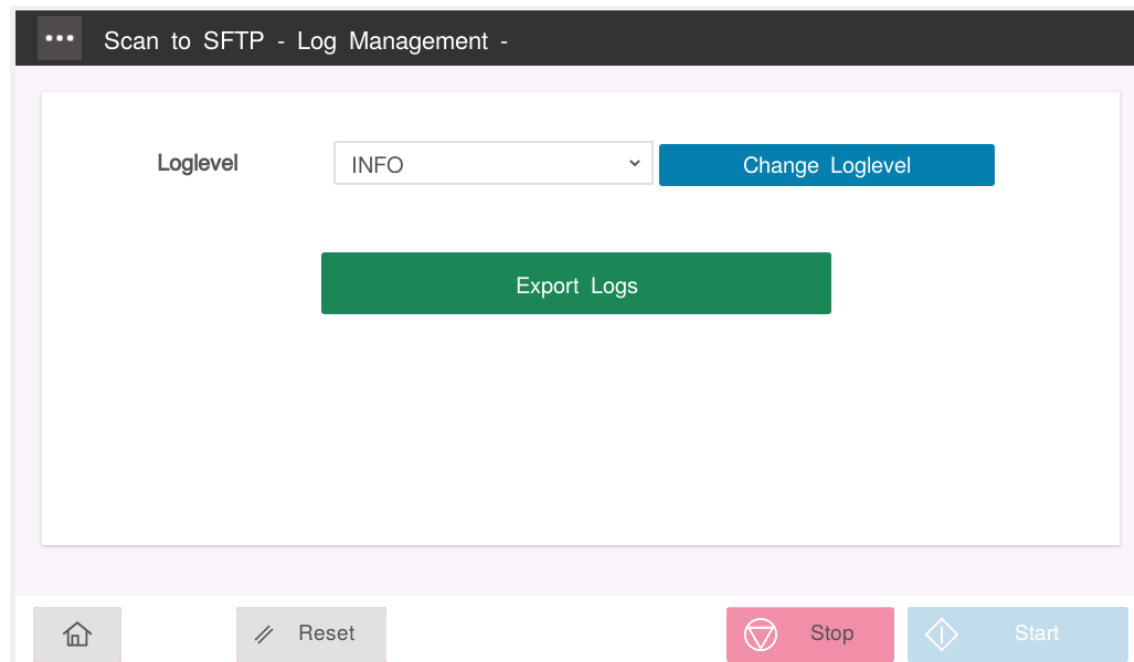 Scan to SFTP - Log Management -
Loglevel INFO Change Loglevel
Export Logs
Reset Stop Start